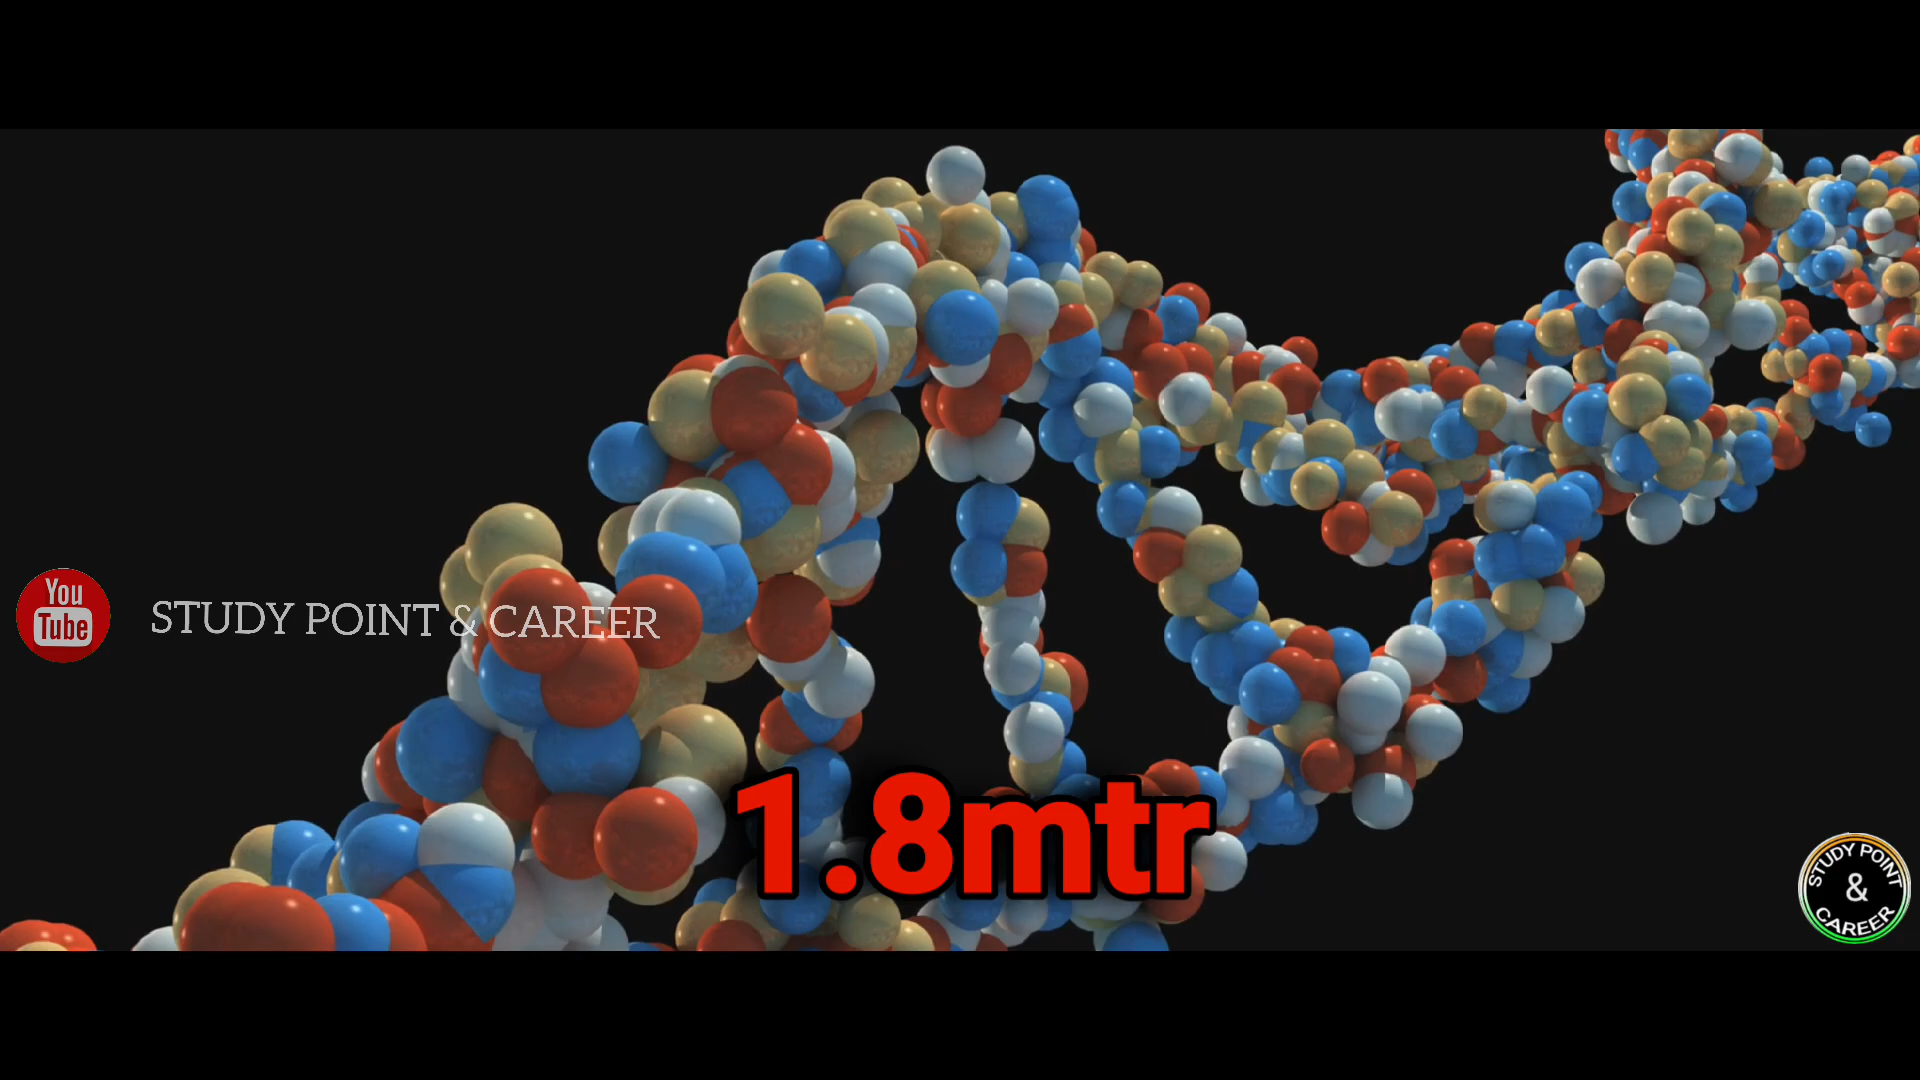 You
Tube
STUDY POINT & CAREER
1.8mtr
STUDY POINT
&
CAREER